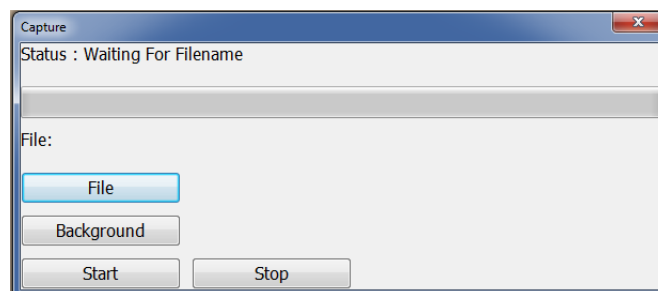 Capture
Status : Waiting For Filename
File:
File
Background
Start Stop